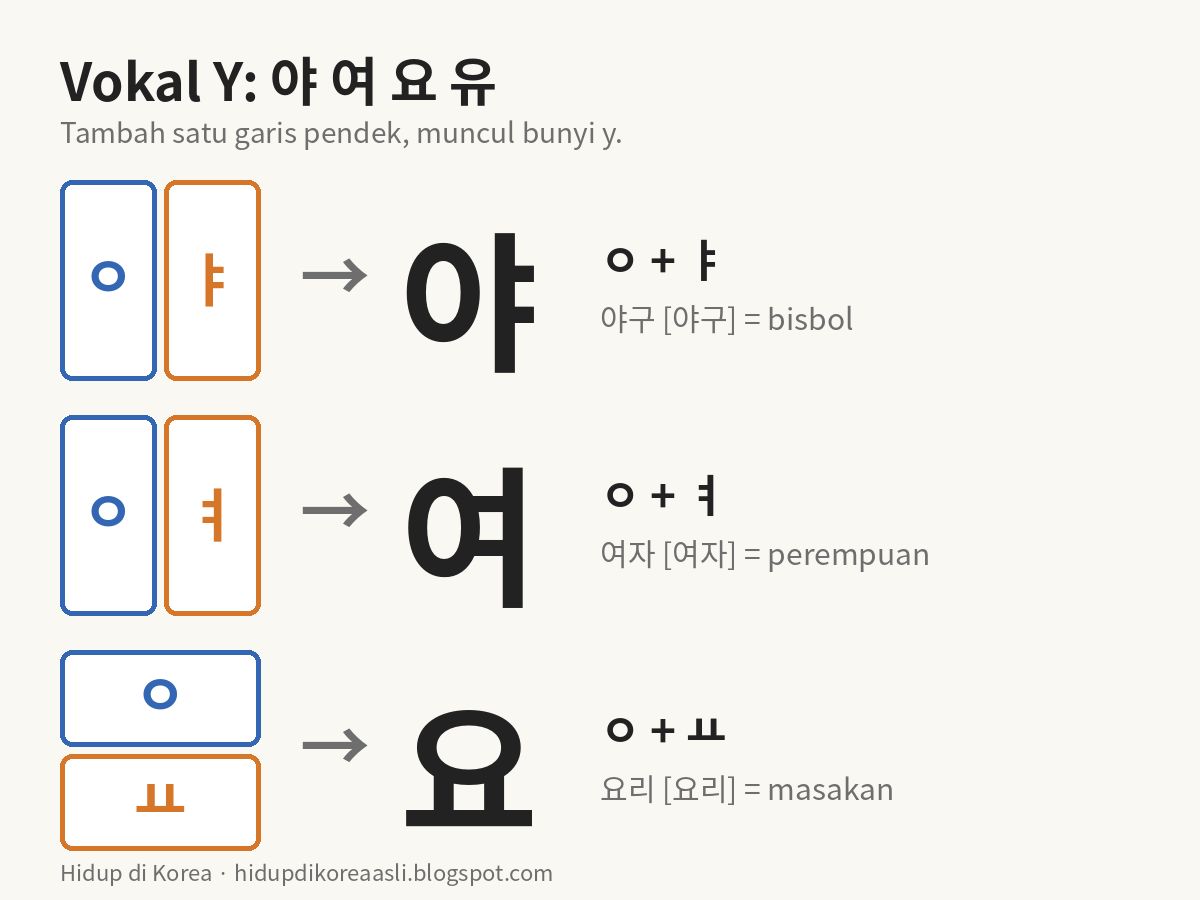 Vokal Y: 야 여 요 유
Tambah satu garis pendek, muncul bunyi y.
ㅇ ㅑ → 야 ㅇ + ㅑ
야구 [야구] = bisbol
ㅇ ㅕ → 여 ㅇ + ㅕ
여자 [여자] = perempuan
ㅇ
ㅛ
→ 요 ㅇ + ㅛ
요리 [요리] = masakan
Hidup di Korea · hidupdikoreaasli.blogspot.com